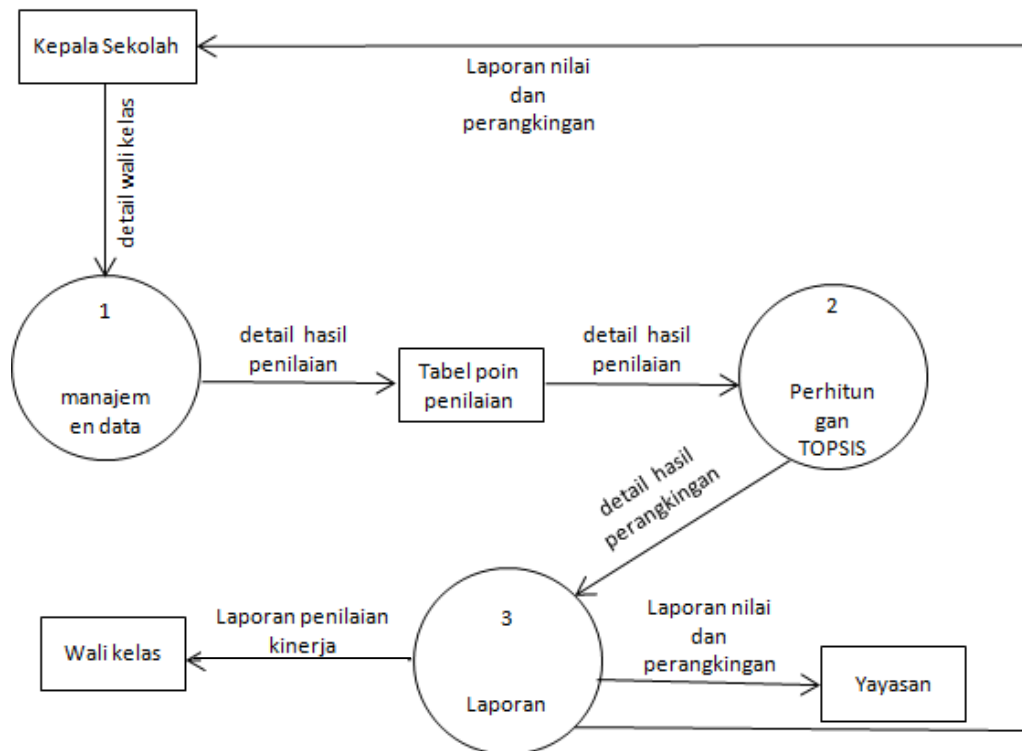 Kepala Sekolah
Laporan nilai
dan
perangkingan
detail wali kelas
1
manajem
en data
detail hasil
penilaian
Tabel poin
penilaian
detail hasil
penilaian
2
Perhitun
gan
TOPSIS
detail hasil
perangkingan
Wali kelas
Laporan penilaian
kinerja
3
Laporan
Laporan nilai
dan
perangkingan
Yayasan